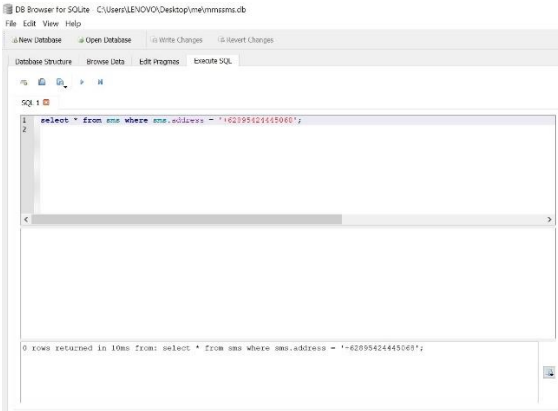 DB Browser for SQLite - C:\Users\LENOVO\Desktop\me\mmssms.db
File Edit View Help
New Database Open Database Write Changes Revert Changes
Database Structure Browse Data Edit Pragmas Execute SQL
SQL 1
1 select * from sms where sms.address = '+62895424445068';
2
0 rows returned in 10ms from: select * from sms where sms.address = '+62895424445068';